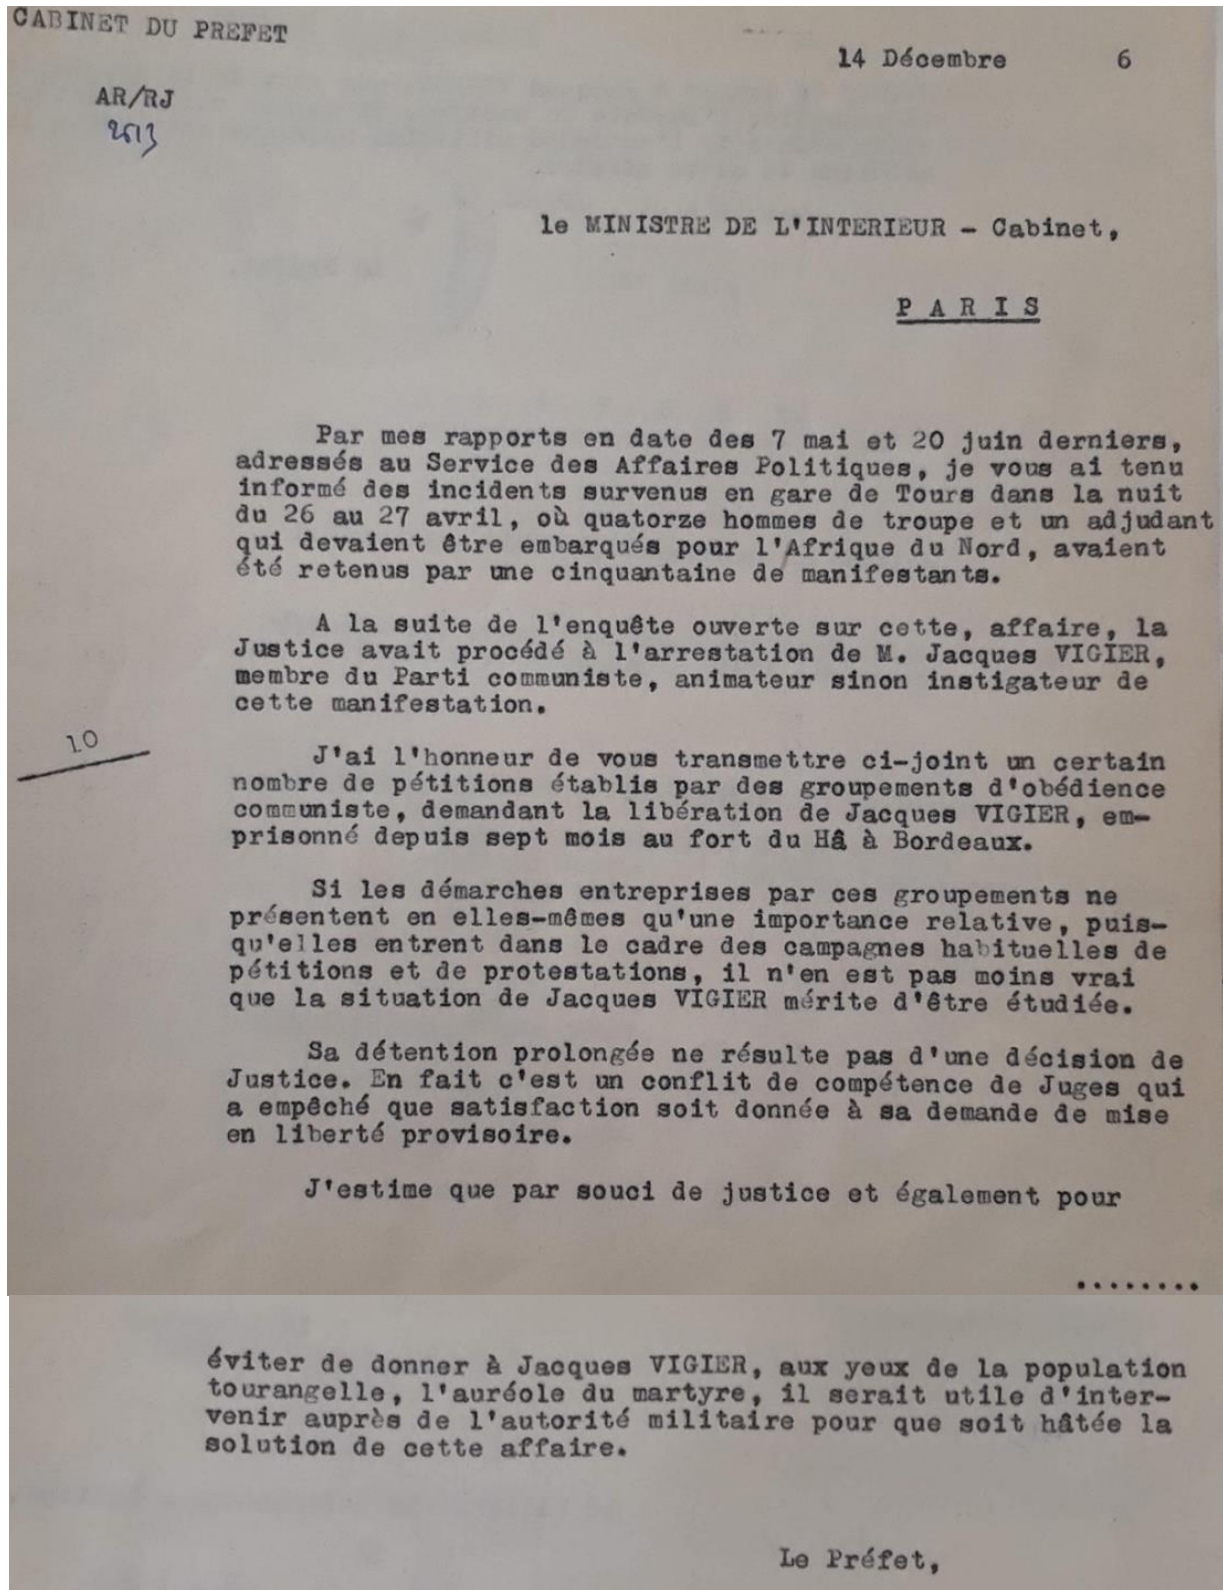 CABINET DU PREFET
14 Décembre 6
AR/RJ
2513
le MINISTRE DE L'INTERIEUR - Cabinet,
P A R I S
Par mes rapports en date des 7 mai et 20 juin derniers,
adressés au Service des Affaires Politiques, je vous ai tenu
informé des incidents survenus en gare de Tours dans la nuit
du 26 au 27 avril, où quatorze hommes de troupe et un adjudant
qui devaient être embarqués pour l'Afrique du Nord, avaient
été retenus par une cinquantaine de manifestants.
A la suite de l'enquête ouverte sur cette, affaire, la
Justice avait procédé à l'arrestation de M. Jacques VIGIER,
membre du Parti communiste, animateur sinon instigateur de
cette manifestation.
10
J'ai l'honneur de vous transmettre ci-joint un certain
nombre de pétitions établis par des groupements d'obédience
communiste, demandant la libération de Jacques VIGIER, em-
prisonné depuis sept mois au fort du Hâ à Bordeaux.
Si les démarches entreprises par ces groupements ne
présentent en elles-mêmes qu'une importance relative, puis-
qu'elles entrent dans le cadre des campagnes habituelles de
pétitions et de protestations, il n'en est pas moins vrai
que la situation de Jacques VIGIER mérite d'être étudiée.
Sa détention prolongée ne résulte pas d'une décision de
Justice. En fait c'est un conflit de compétence de Juges qui
a empêché que satisfaction soit donnée à sa demande de mise
en liberté provisoire.
J'estime que par souci de justice et également pour
........
éviter de donner à Jacques VIGIER, aux yeux de la population
tourangelle, l'auréole du martyre, il serait utile d'inter-
venir auprès de l'autorité militaire pour que soit hâtée la
solution de cette affaire.
Le Préfet,